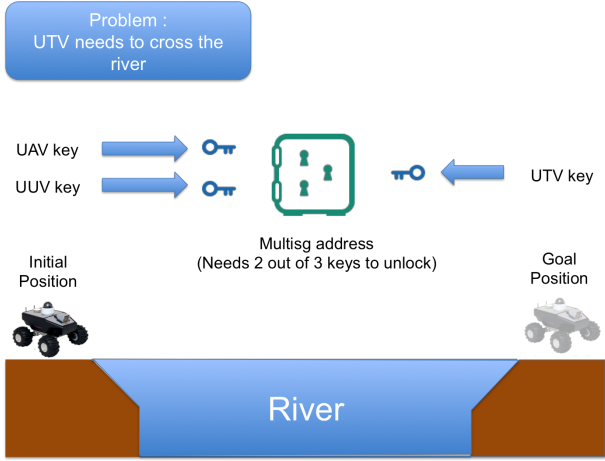 Problem :
UTV needs to cross the
river
UAV key
UUV key
UTV key
Multisg address
(Needs 2 out of 3 keys to unlock)
Initial
Position
Goal
Position
River